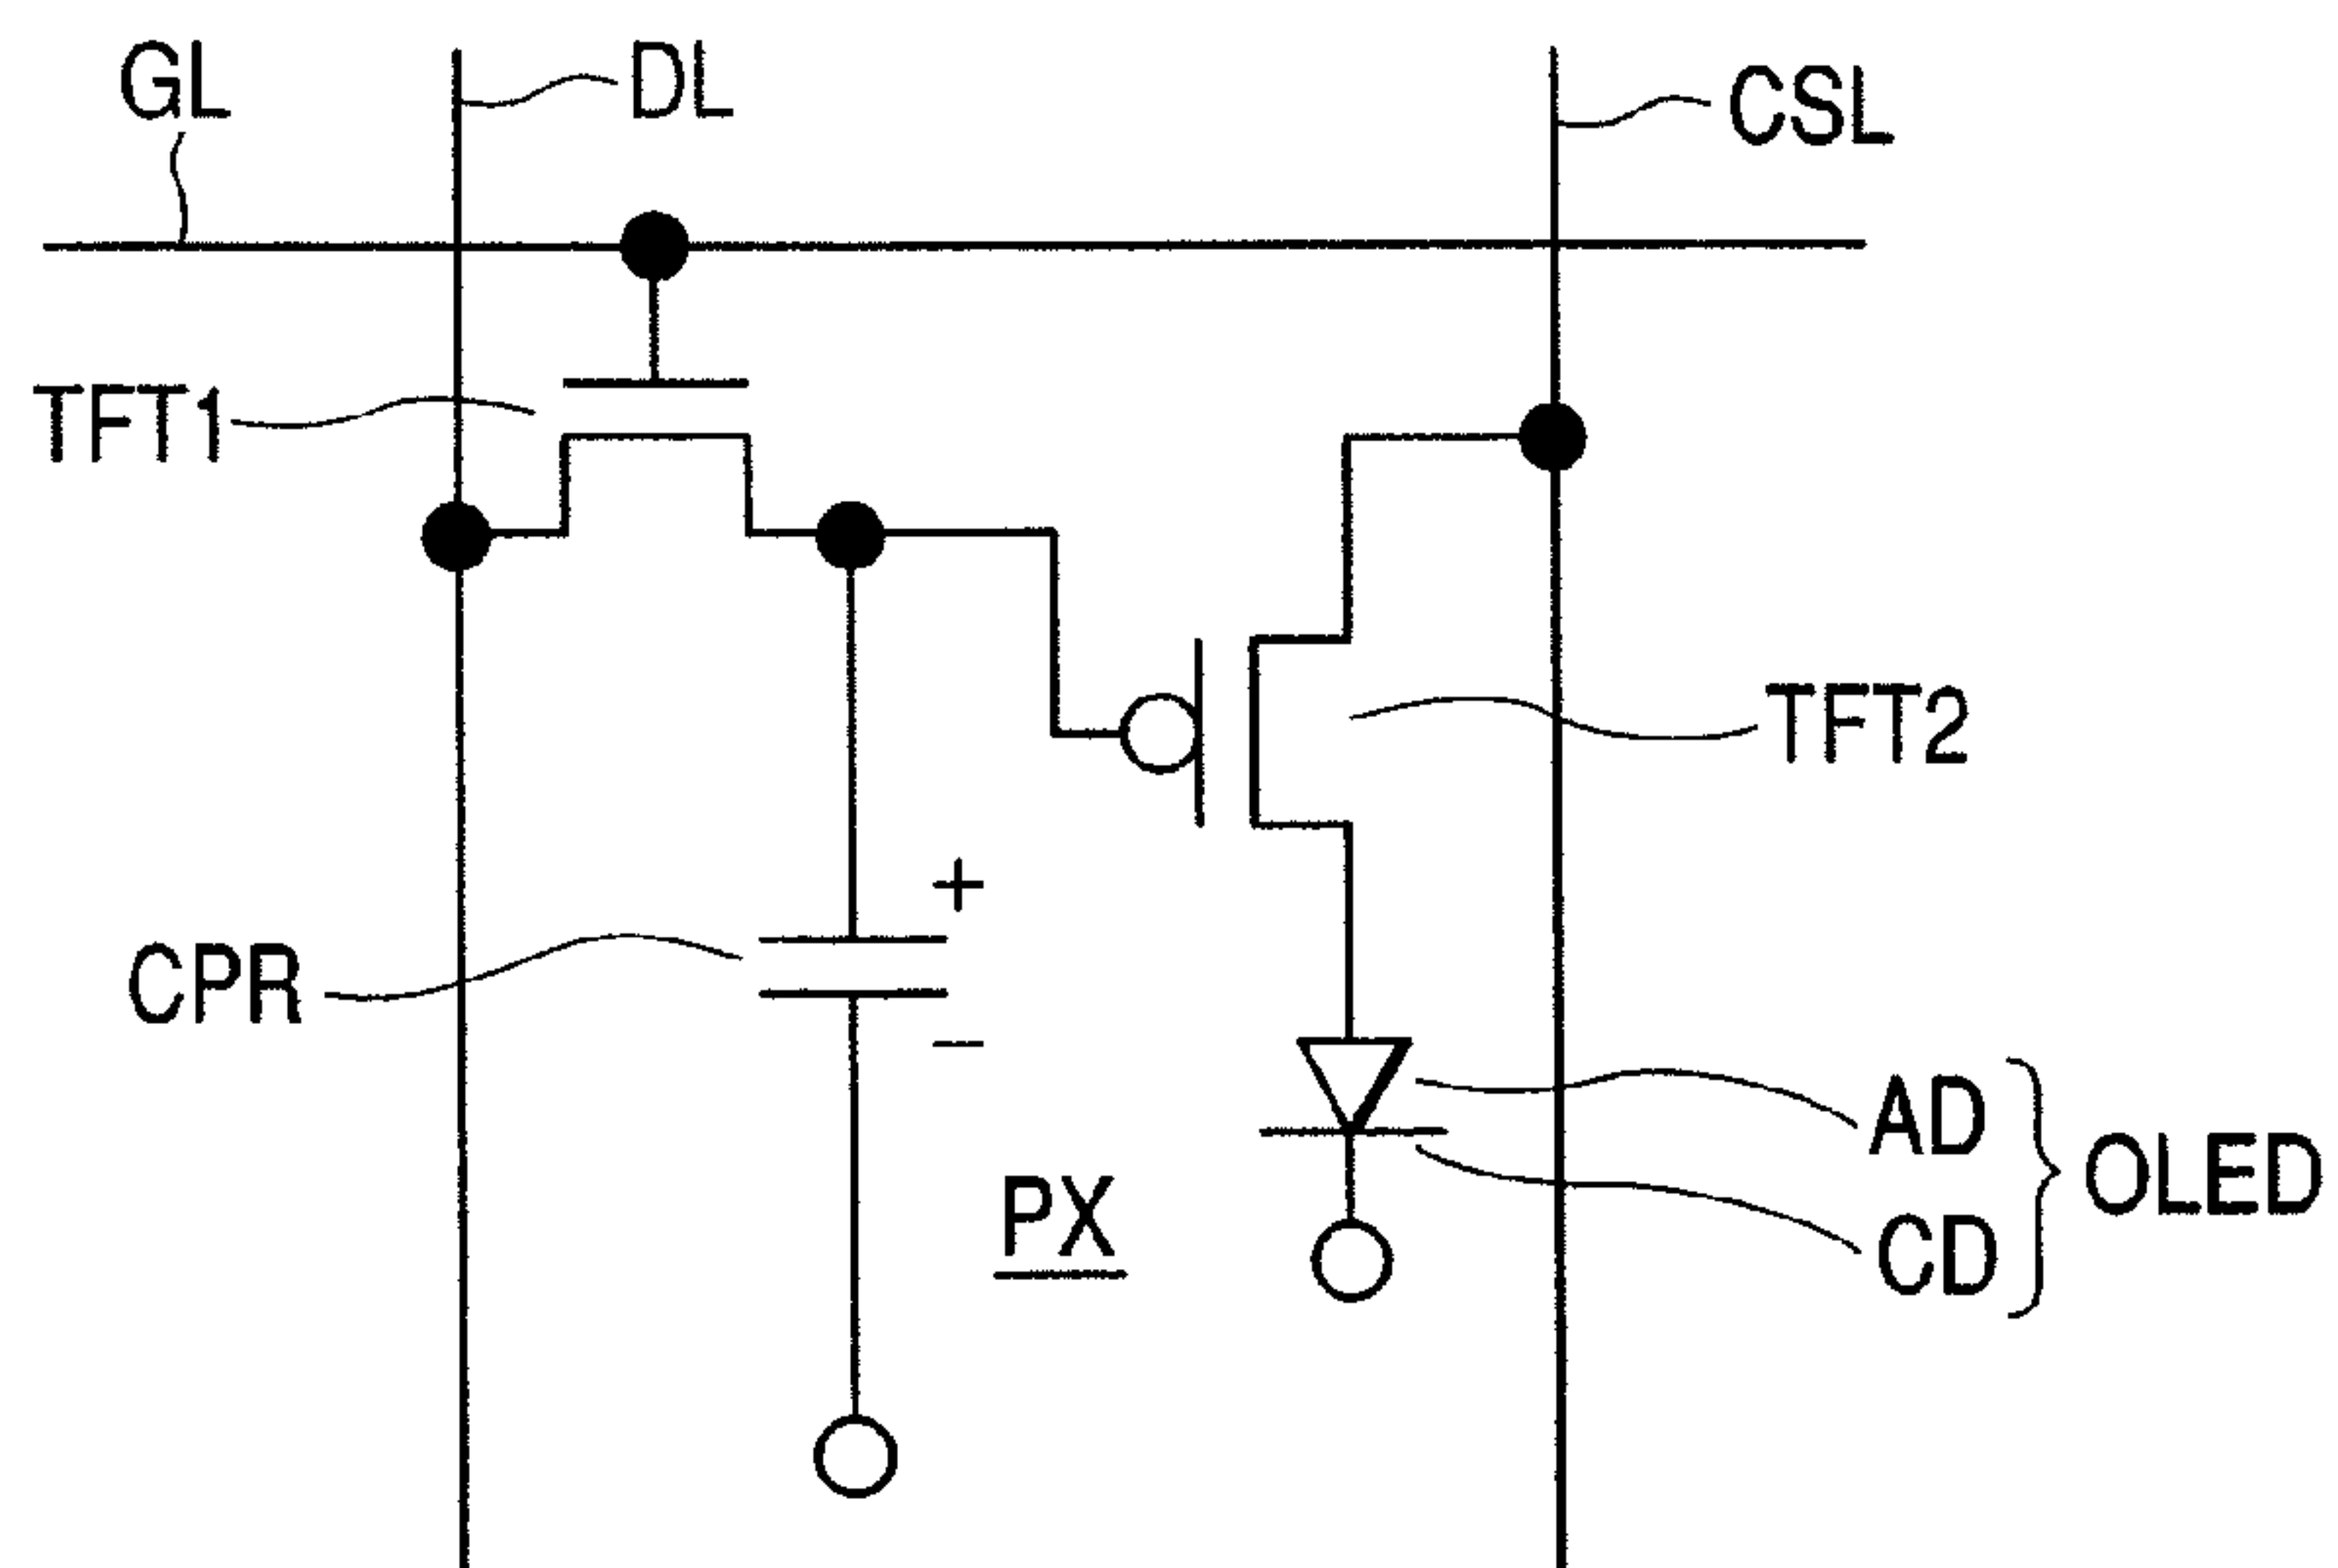 GL
DL
CSL
TFT1
TFT2
+
CPR
−
AD
OLED
CD
PX